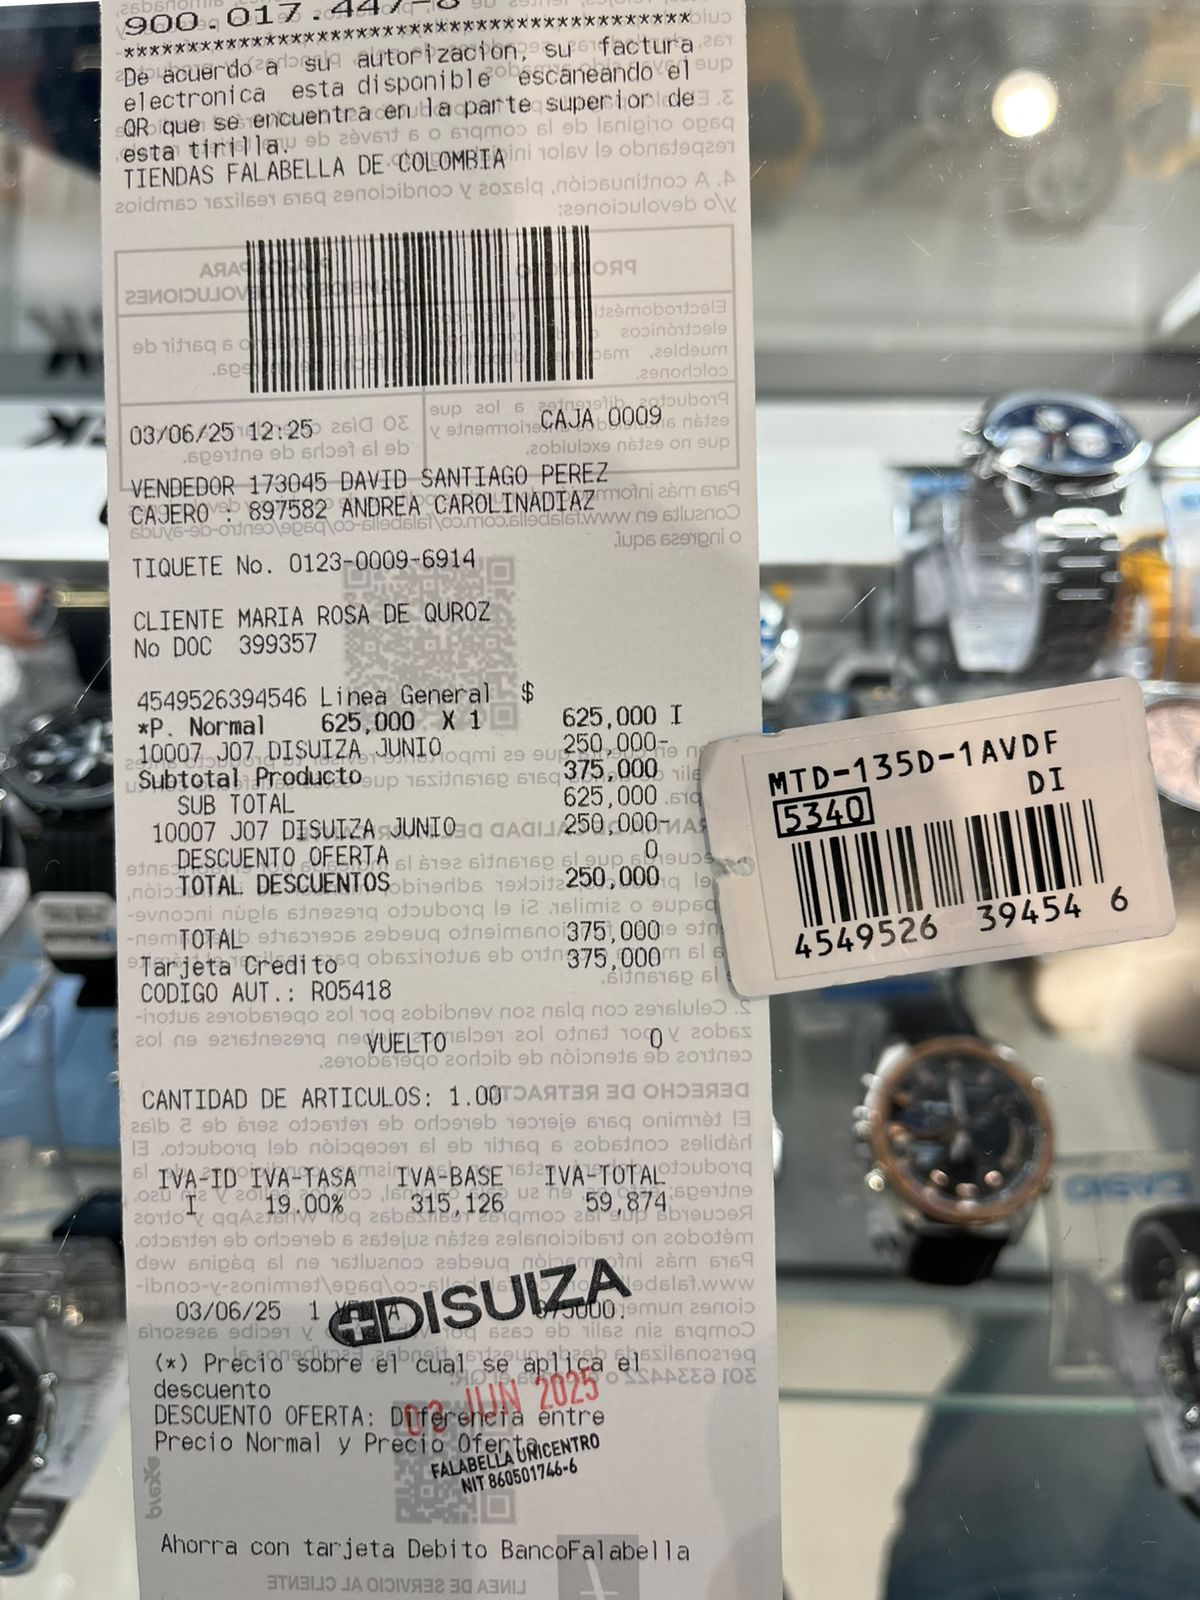 900.017.447-8
****************************************
De acuerdo a su autorización, su factura
electronica esta disponible escaneando el
QR que se encuentra en la parte superior de
esta tirilla.
TIENDAS FALABELLA DE COLOMBIA
03/06/25 12:25 CAJA 0009
VENDEDOR 173045 DAVID SANTIAGO PEREZ
CAJERO : 897582 ANDREA CAROLINADIAZ
TIQUETE No. 0123-0009-6914
CLIENTE MARIA ROSA DE QUROZ
No DOC 399357
4549526394546 Linea General $
*P. Normal 625,000 X 1 625,000 I
10007 J07 DISUIZA JUNIO 250,000-
Subtotal Producto 375,000
SUB TOTAL 625,000
10007 J07 DISUIZA JUNIO 250,000-
DESCUENTO OFERTA 0
TOTAL DESCUENTOS 250,000
TOTAL 375,000
Tarjeta Credito 375,000
CODIGO AUT.: R05418
VUELTO 0
CANTIDAD DE ARTICULOS: 1.00
IVA-ID IVA-TASA IVA-BASE IVA-TOTAL
I 19.00% 315,126 59,874
03/06/25 1
DISUIZA
(*) Precio sobre el cual se aplica el
descuento
03 JUN 2025
DESCUENTO OFERTA: Diferencia entre
Precio Normal y Precio Oferta
FALABELLA UNICENTRO
NIT 860501746-6
Ahorra con tarjeta Debito BancoFalabella
MTD-135D-1AVDF
DI
5340
4549526 39454 6